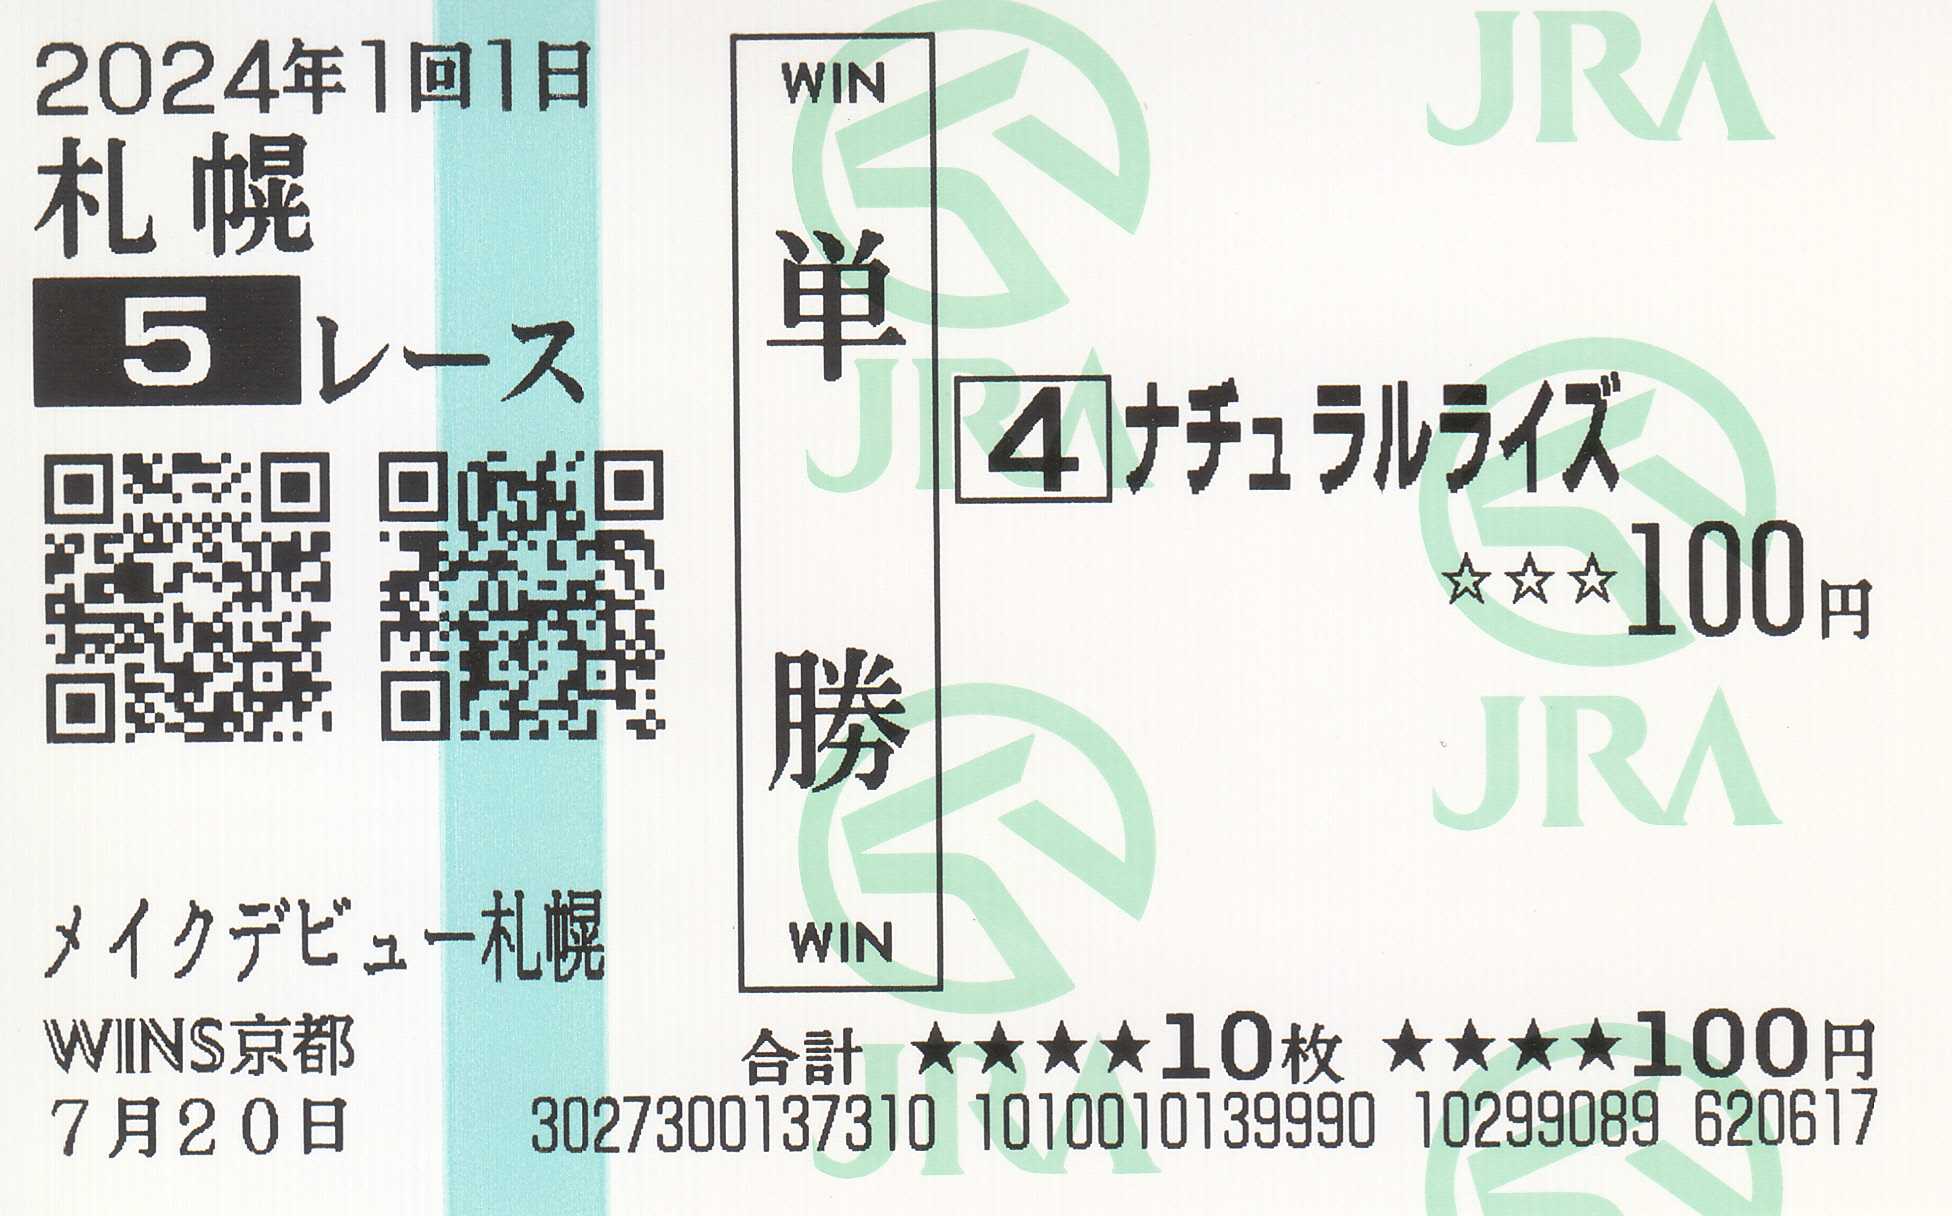 2024年1回1日
札幌
5レース
メイクデビュー札幌
WINS京都
7月20日
WIN
単勝
WIN
4 ナチュラルライズ
☆☆☆100円
合計 ★★★★10枚 ★★★★100円
3027300137310 1010010139990 10299089 620617
JRA
JRA
JRA
JRA